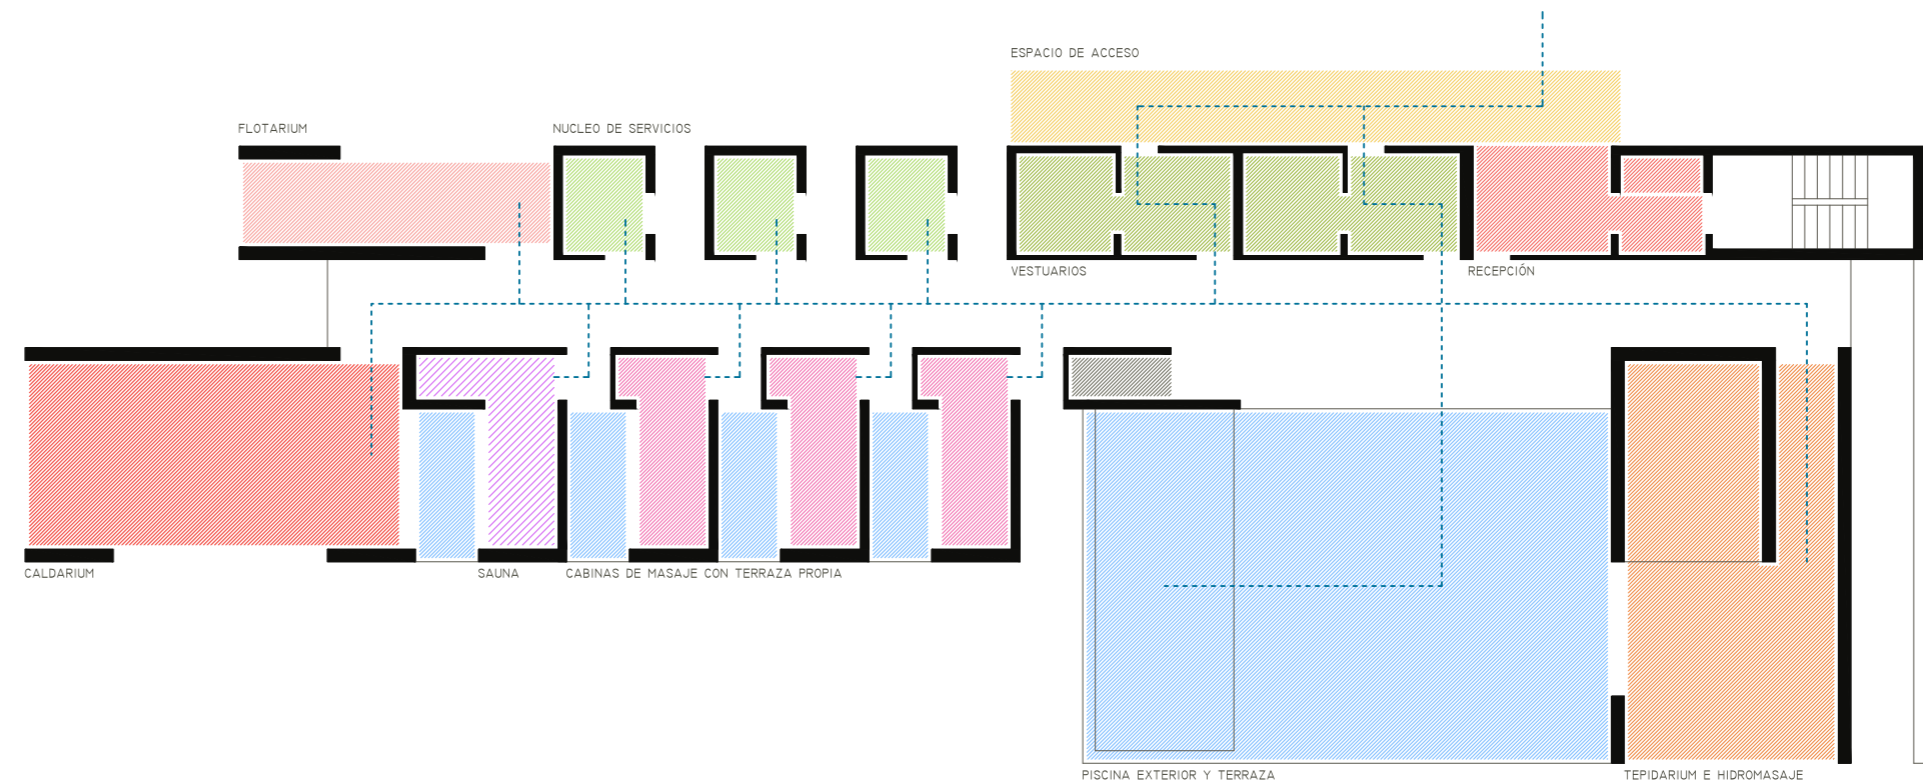 ESPACIO DE ACCESO
FLOTARIUM
NUCLEO DE SERVICIOS
VESTUARIOS
RECEPCIÓN
CALDARIUM
SAUNA
CABINAS DE MASAJE CON TERRAZA PROPIA
PISCINA EXTERIOR Y TERRAZA
TEPIDARIUM E HIDROMASAJE